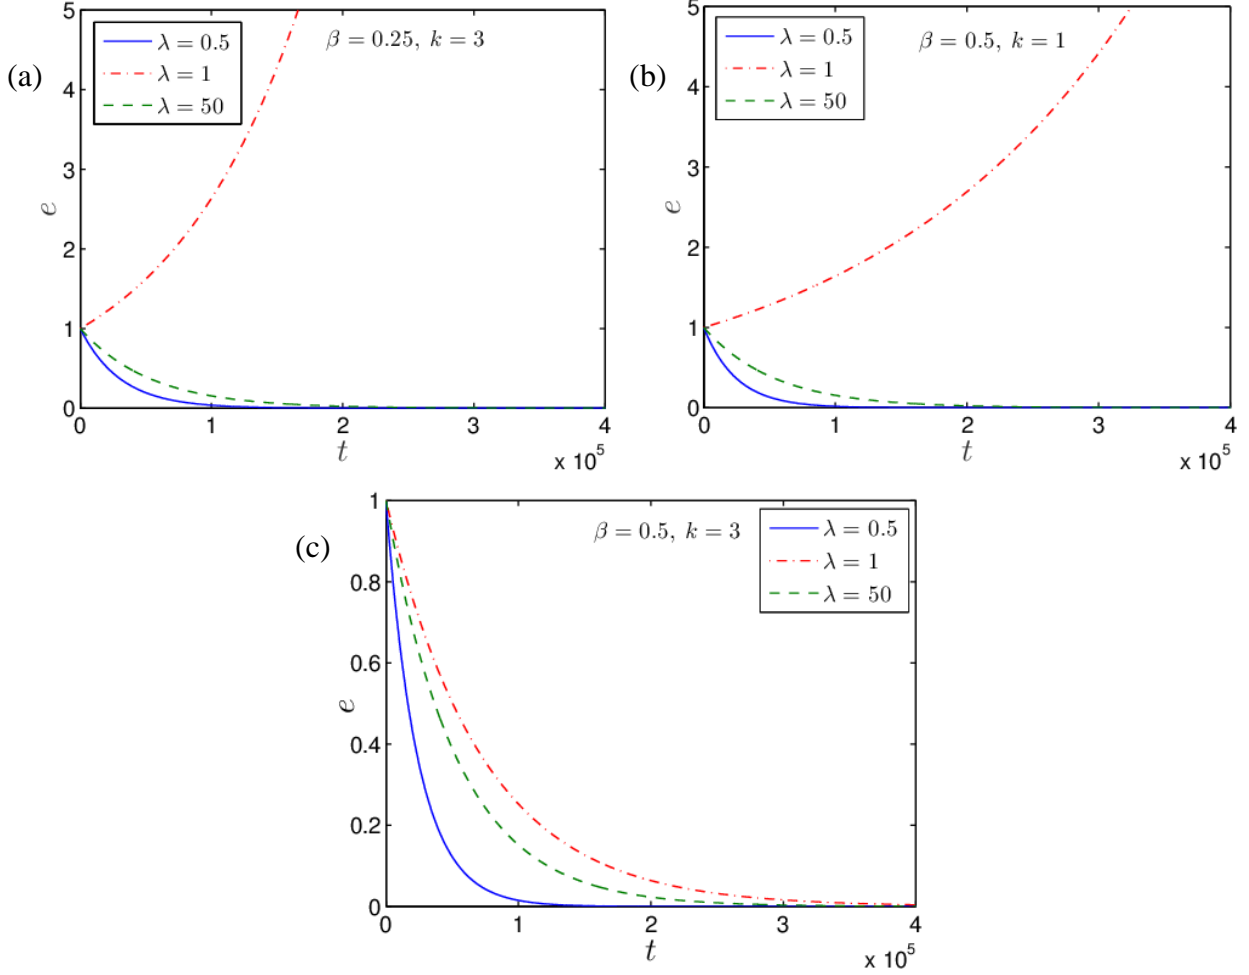 (a)
λ = 0.5
λ = 1
λ = 50
β = 0.25, k = 3
5
4
3
2
1
0
e
0 1 2 3 4
t
x 10^5
(b)
λ = 0.5
λ = 1
λ = 50
β = 0.5, k = 1
5
4
3
2
1
0
e
0 1 2 3 4
t
x 10^5
(c)
β = 0.5, k = 3
λ = 0.5
λ = 1
λ = 50
1
0.8
0.6
0.4
0.2
0
e
0 1 2 3 4
t
x 10^5